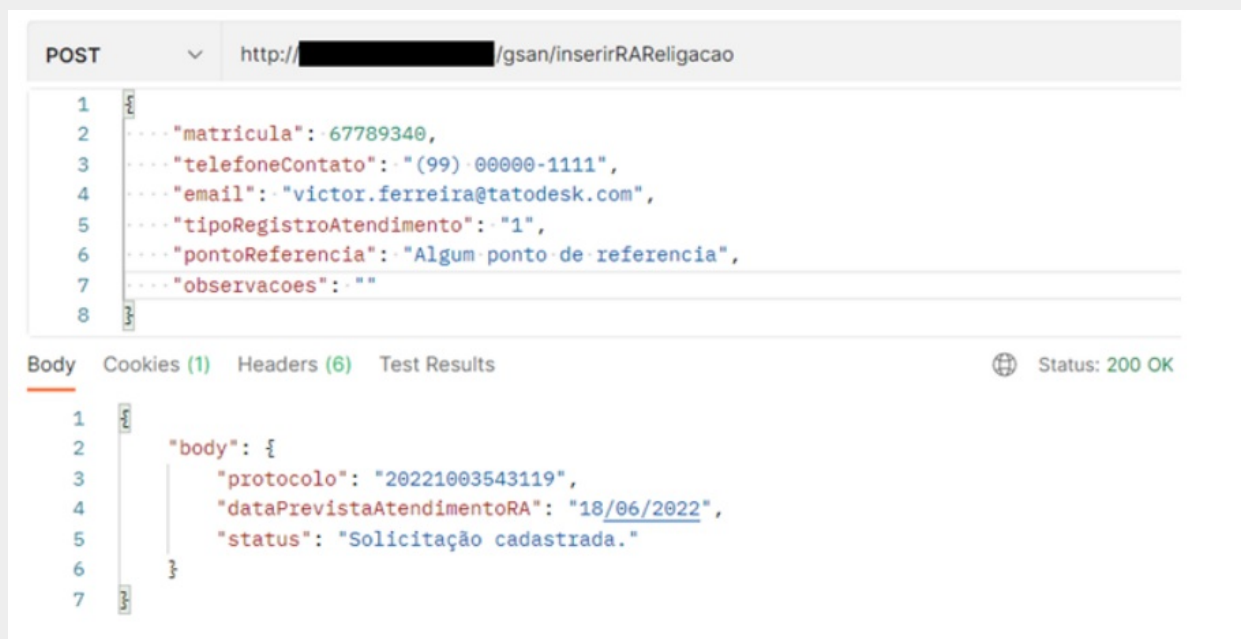 POST http:// /gsan/inserirRAReligacao
1 {
2 "matricula": 67789340,
3 "telefoneContato": "(99) 00000-1111",
4 "email": "victor.ferreira@tatodesk.com",
5 "tipoRegistroAtendimento": "1",
6 "pontoReferencia": "Algum ponto de referencia",
7 "observacoes": ""
8 }
Body Cookies (1) Headers (6) Test Results Status: 200 OK
1 {
2 "body": {
3 "protocolo": "20221003543119",
4 "dataPrevistaAtendimentoRA": "18/06/2022",
5 "status": "Solicitação cadastrada."
6 }
7 }